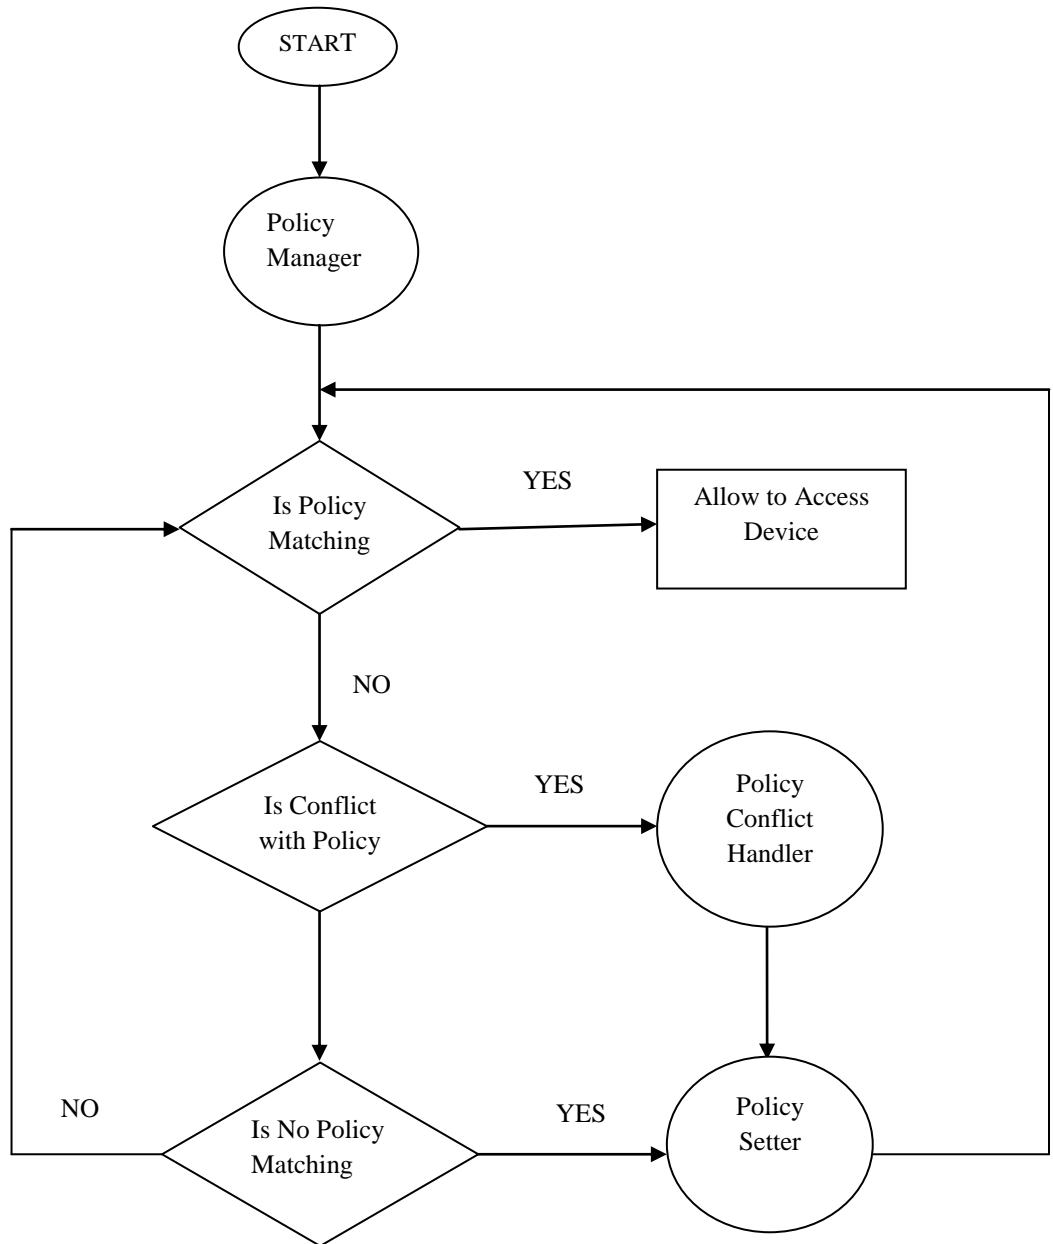 START
Policy
Manager
Is Policy
Matching
YES
Allow to Access
Device
NO
Is Conflict
with Policy
YES
Policy
Conflict
Handler
NO
Is No Policy
Matching
YES
Policy
Setter